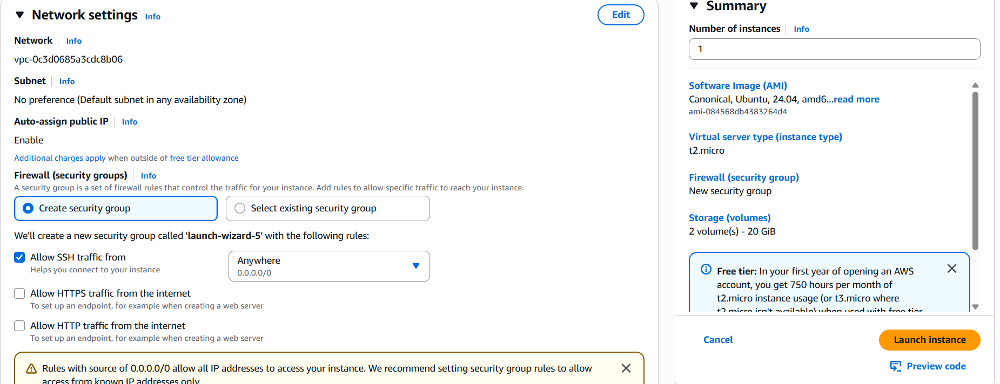 Network settings Info
Edit
Network Info
vpc-0c3d0685a3cdc8b06
Subnet Info
No preference (Default subnet in any availability zone)
Auto-assign public IP Info
Enable
Additional charges apply when outside of free tier allowance
Firewall (security groups) Info
A security group is a set of firewall rules that control the traffic for your instance. Add rules to allow specific traffic to reach your instance.
Create security group
Select existing security group
We'll create a new security group called 'launch-wizard-5' with the following rules:
Allow SSH traffic from
Helps you connect to your instance
Anywhere
0.0.0.0/0
Allow HTTPS traffic from the internet
To set up an endpoint, for example when creating a web server
Allow HTTP traffic from the internet
To set up an endpoint, for example when creating a web server
Rules with source of 0.0.0.0/0 allow all IP addresses to access your instance. We recommend setting security group rules to allow
access from known IP addresses only.
Summary
Number of instances Info
1
Software Image (AMI)
Canonical, Ubuntu, 24.04, amd6...read more
ami-084568db4383264d4
Virtual server type (instance type)
t2.micro
Firewall (security group)
New security group
Storage (volumes)
2 volume(s) - 20 GiB
Free tier: In your first year of opening an AWS
account, you get 750 hours per month of
t2.micro instance usage (or t3.micro where
t2.micro isn't available) when used with free tier
Cancel
Launch instance
Preview code